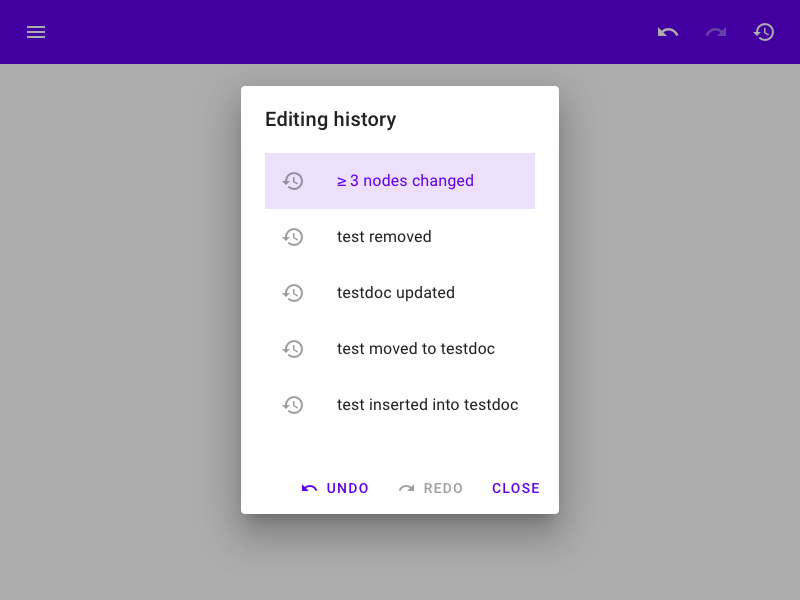 Editing history
≥ 3 nodes changed
test removed
testdoc updated
test moved to testdoc
test inserted into testdoc
UNDO REDO CLOSE